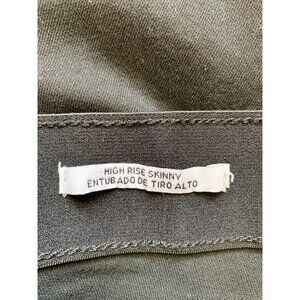 HIGH RISE SKINNY
ENTUBADO DE TIRO ALTO